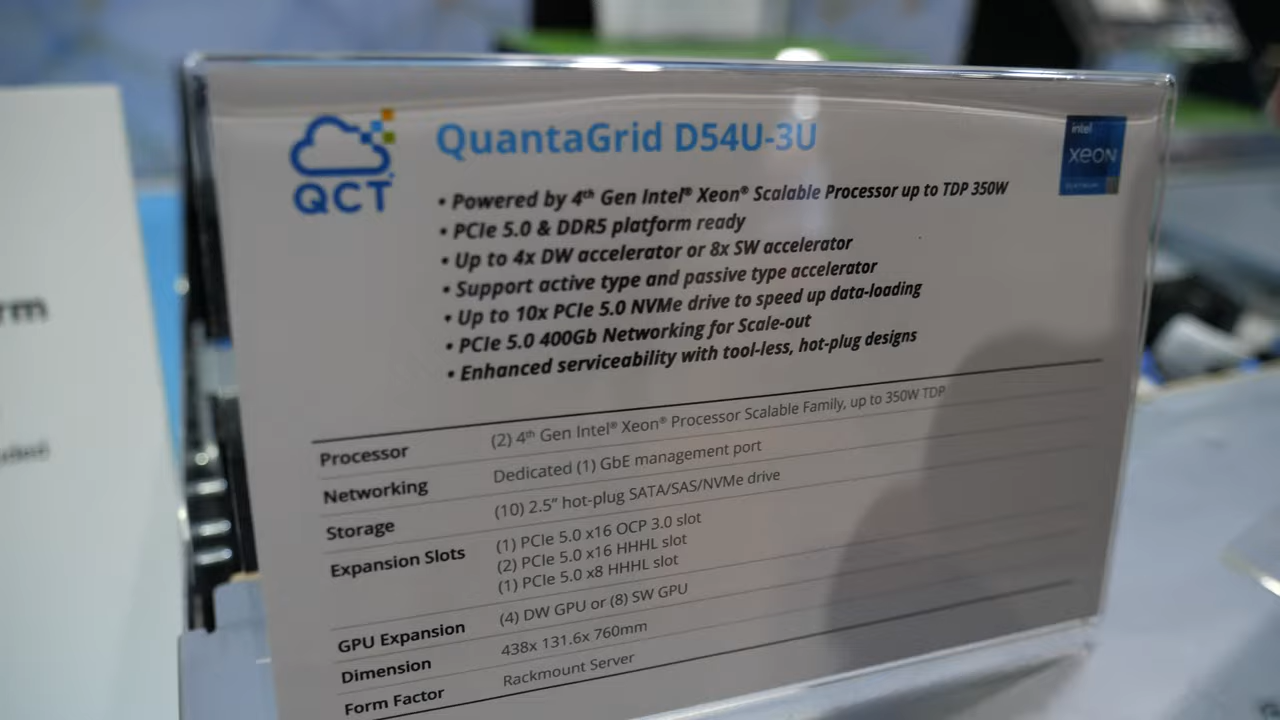 QCT
QuantaGrid D54U-3U
intel
xeon
• Powered by 4th Gen Intel® Xeon® Scalable Processor up to TDP 350W
• PCIe 5.0 & DDR5 platform ready
• Up to 4x DW accelerator or 8x SW accelerator
• Support active type and passive type accelerator
• Up to 10x PCIe 5.0 NVMe drive to speed up data-loading
• PCIe 5.0 400Gb Networking for Scale-out
• Enhanced serviceability with tool-less, hot-plug designs
Processor (2) 4th Gen Intel® Xeon® Processor Scalable Family, up to 350W TDP
Networking Dedicated (1) GbE management port
Storage (10) 2.5” hot-plug SATA/SAS/NVMe drive
Expansion Slots (1) PCIe 5.0 x16 OCP 3.0 slot
(2) PCIe 5.0 x16 HHHL slot
(1) PCIe 5.0 x8 HHHL slot
GPU Expansion (4) DW GPU or (8) SW GPU
Dimension 438x 131.6x 760mm
Form Factor Rackmount Server